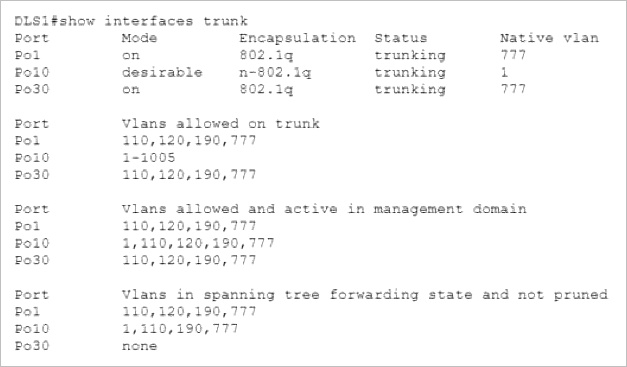 DLS1#show interfaces trunk
Port Mode Encapsulation Status Native vlan
Po1 on 802.1q trunking 777
Po10 desirable n-802.1q trunking 1
Po30 on 802.1q trunking 777
Port Vlans allowed on trunk
Po1 110,120,190,777
Po10 1-1005
Po30 110,120,190,777
Port Vlans allowed and active in management domain
Po1 110,120,190,777
Po10 1,110,120,190,777
Po30 110,120,190,777
Port Vlans in spanning tree forwarding state and not pruned
Po1 110,120,190,777
Po10 1,110,190,777
Po30 none